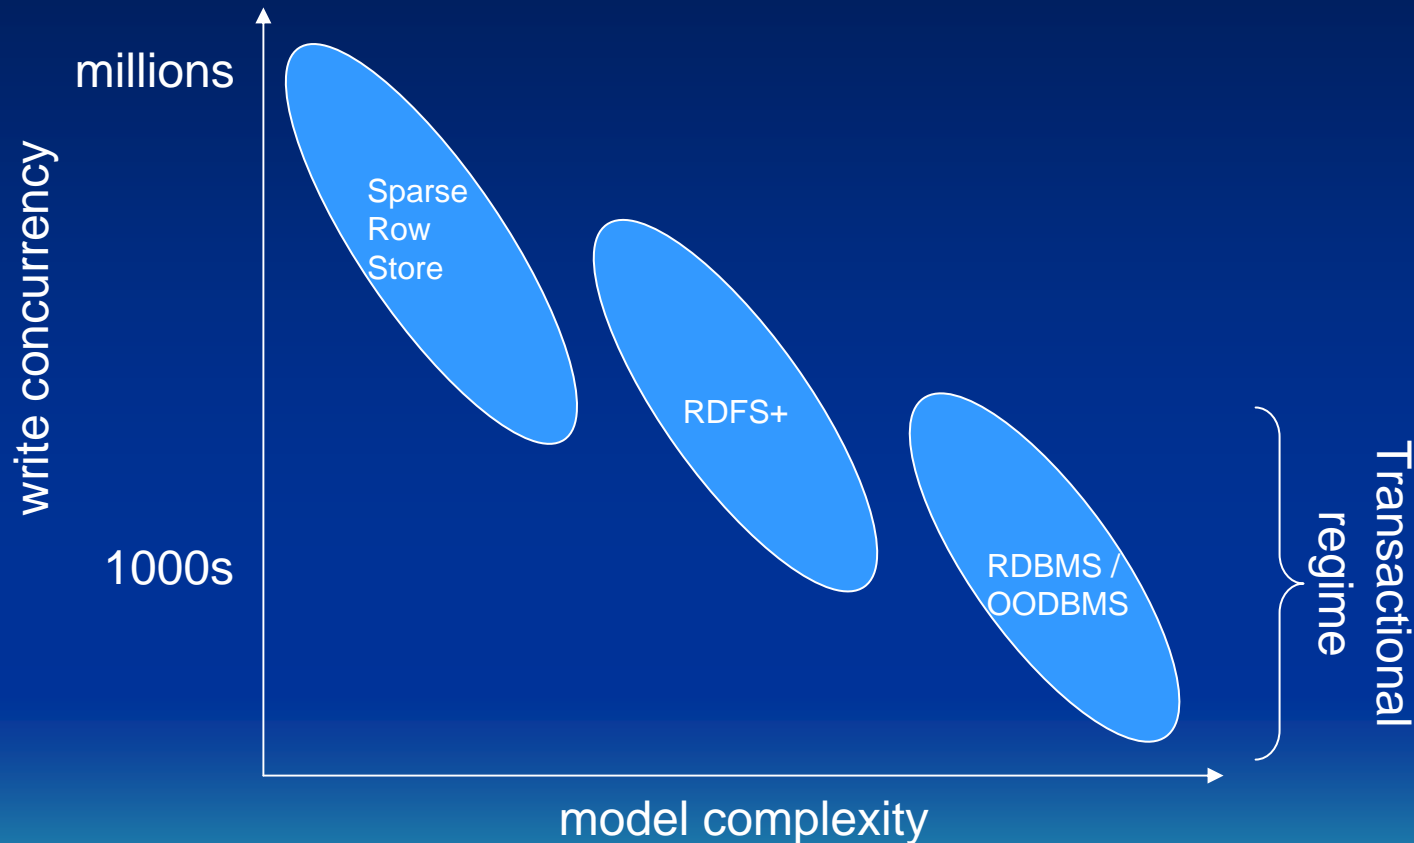 millions
write concurrency
Sparse
Row
Store
RDFS+
1000s
RDBMS /
OODBMS
Transactional
regime
model complexity